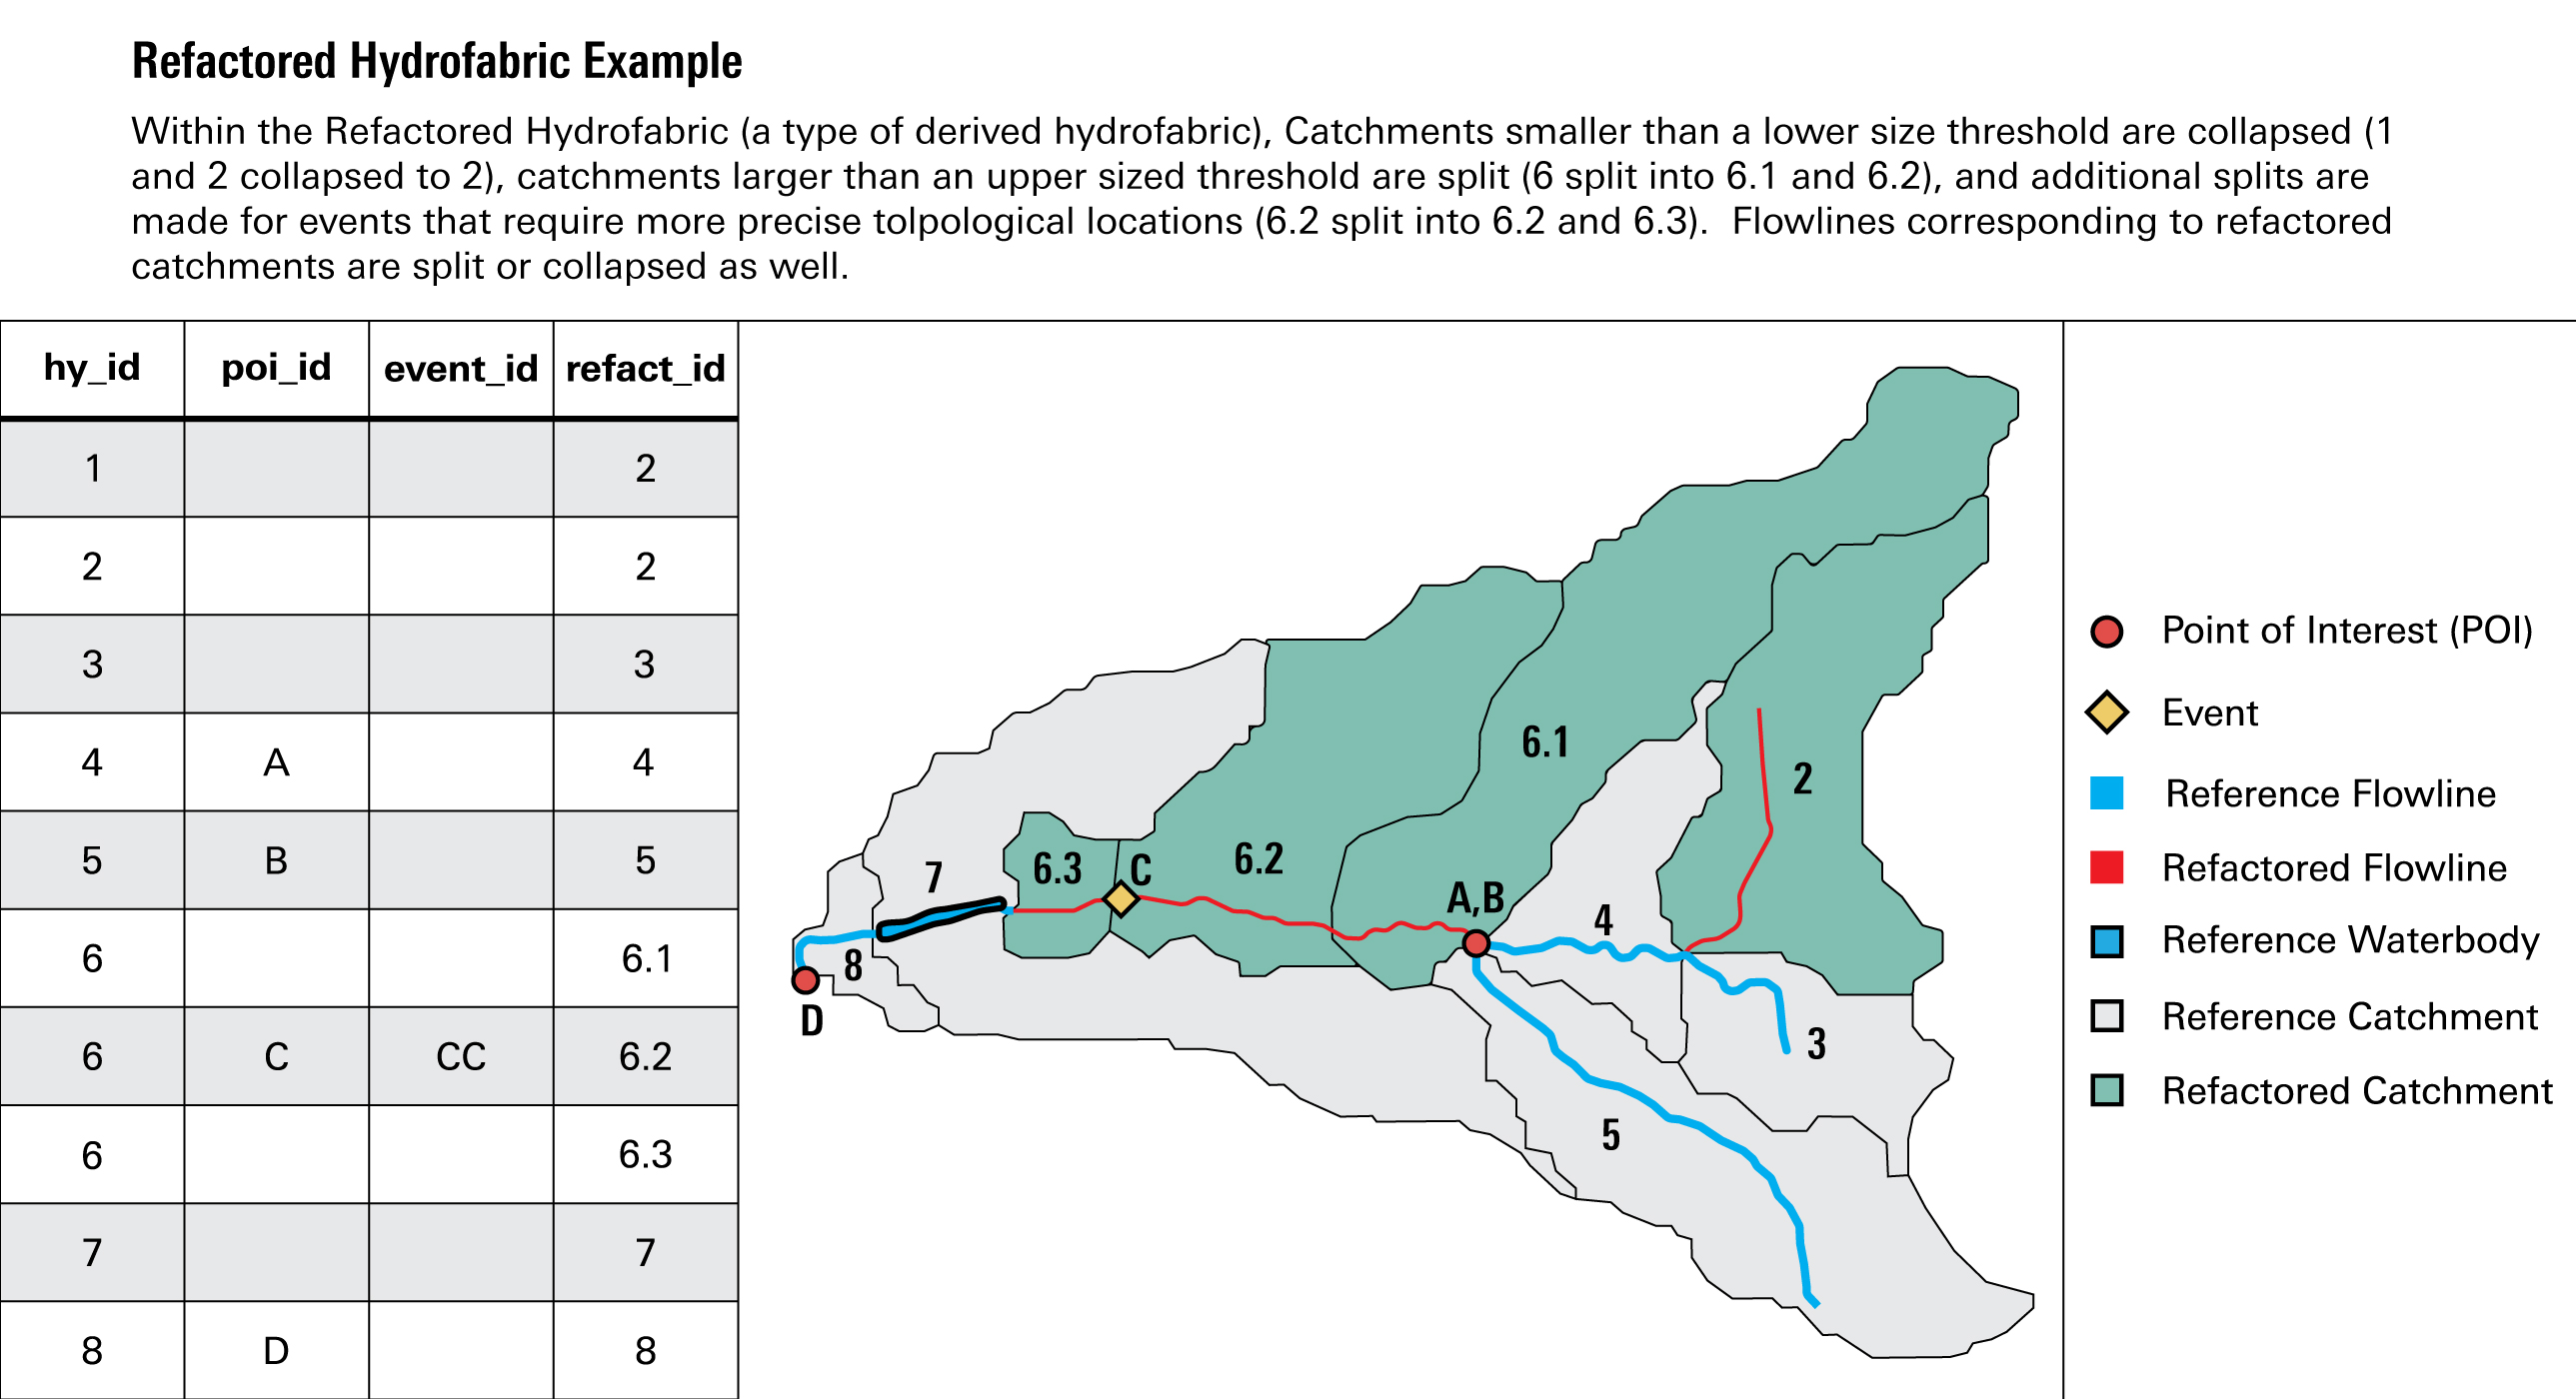 Refactored Hydrofabric Example
Within the Refactored Hydrofabric (a type of derived hydrofabric), Catchments smaller than a lower size threshold are collapsed (1
and 2 collapsed to 2), catchments larger than an upper sized threshold are split (6 split into 6.1 and 6.2), and additional splits are
made for events that require more precise tolpological locations (6.2 split into 6.2 and 6.3).  Flowlines corresponding to refactored
catchments are split or collapsed as well.
hy_id poi_id event_id refact_id
1 2
2 2
3 3
4 A 4
5 B 5
6 6.1
6 C CC 6.2
6 6.3
7 7
8 D 8
6.1
2
6.2
6.3
C
7
A,B
4
8
D
3
5
Point of Interest (POI)
Event
Reference Flowline
Refactored Flowline
Reference Waterbody
Reference Catchment
Refactored Catchment